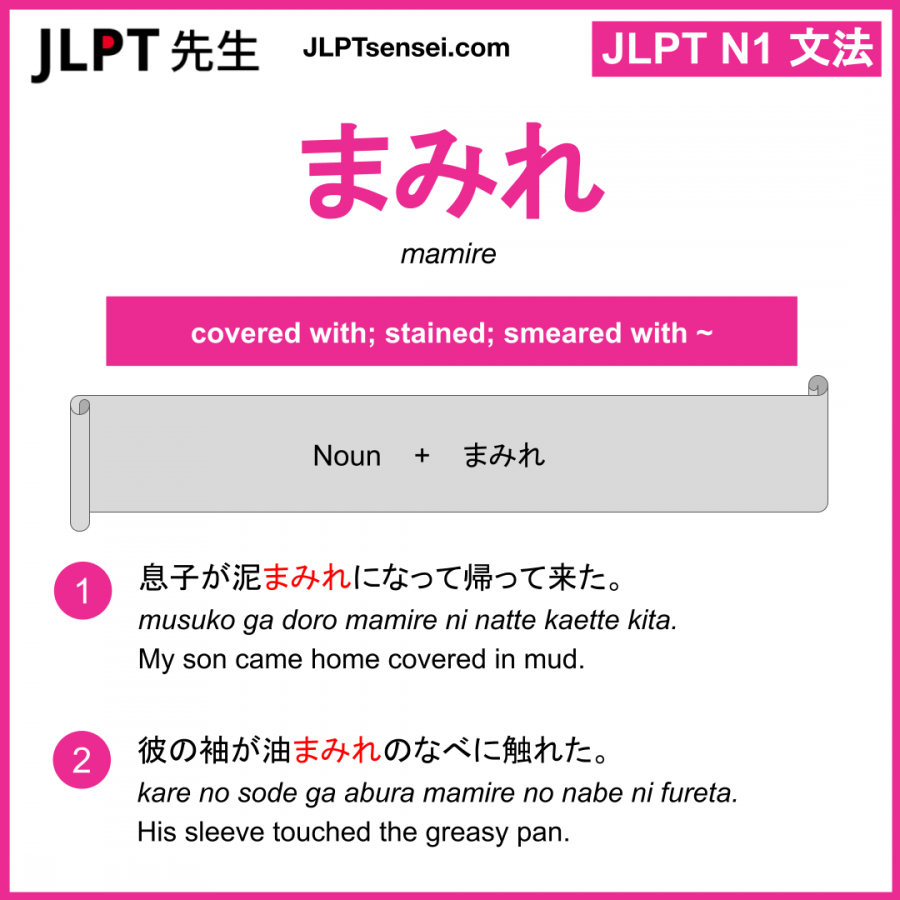 JLPT 先生
JLPTsensei.com
JLPT N1 文法
まみれ
mamire
covered with; stained; smeared with ~
Noun + まみれ
1
息子が泥まみれになって帰って来た。
musuko ga doro mamire ni natte kaette kita.
My son came home covered in mud.
2
彼の袖が油まみれのなべに触れた。
kare no sode ga abura mamire no nabe ni fureta.
His sleeve touched the greasy pan.